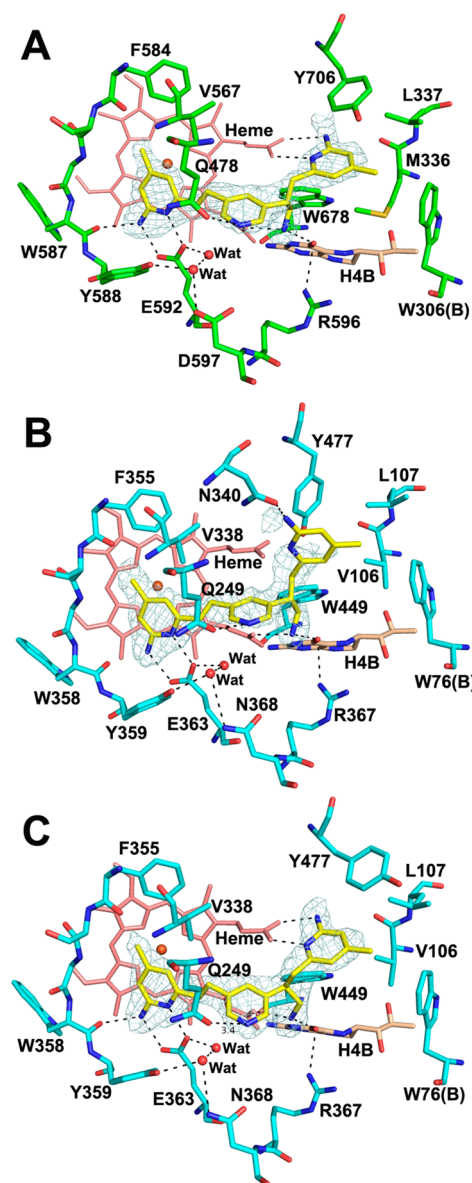 A
F584
V567
Y706
L337
Heme
Q478
M336
W678
W587
Wat
Wat
H4B
Y588
E592
R596
W306(B)
D597
B
Y477
N340
L107
F355
V338
Heme
Q249
V106
W449
Wat
Wat
H4B
W358
Y359
E363
N368
R367
W76(B)
C
F355
Y477
L107
V338
Heme
V106
Q249
W449
W358
3.4
Wat
Wat
H4B
Y359
E363
N368
R367
W76(B)